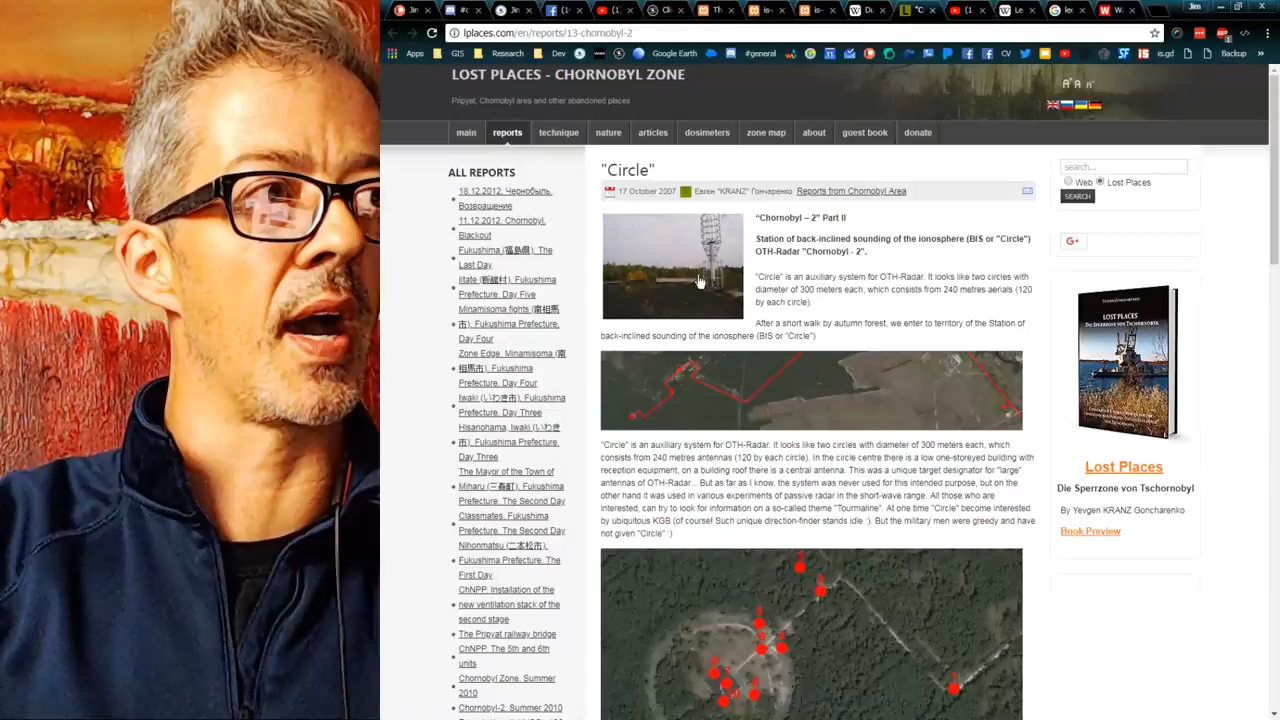 Jim
lplaces.com/en/reports/13-chornobyl-2
Apps GIS Research Dev Google Earth #general CV is.gd Backup
LOST PLACES - CHORNOBYL ZONE
Pripyat, Chornobyl area and other abandoned places
A+ A A-
main reports technique nature articles dosimeters zone map about guest book donate
ALL REPORTS
18.12.2012. Чернобыль.
Возвращение
11.12.2012. Chornobyl.
Blackout
Fukushima (福島県). The
Last Day
Iitate (飯舘村). Fukushima
Prefecture. Day Five
Minamisoma fights (南相馬
市). Fukushima Prefecture.
Day Four
Zone Edge. Minamisoma (南
相馬市). Fukushima
Prefecture. Day Four
Iwaki (いわき市). Fukushima
Prefecture. Day Three
Hisanohama, Iwaki (いわき
市). Fukushima Prefecture.
Day Three
The Mayor of the Town of
Miharu (三春町). Fukushima
Prefecture. The Second Day
Classmates. Fukushima
Prefecture. The Second Day
Nihonmatsu (二本松市).
Fukushima Prefecture. The
First Day
ChNPP. Installation of the
new ventilation stack of the
second stage
The Pripyat railway bridge
ChNPP. The 5th and 6th
units
Chornobyl Zone. Summer
2010
Chornobyl-2. Summer 2010
"Circle"
17 October 2007 Евген "KRANZ" Гончаренко Reports from Chornobyl Area
"Chornobyl – 2" Part II
Station of back-inclined sounding of the ionosphere (BIS or "Circle")
OTH-Radar "Chornobyl - 2".
"Circle" is an auxiliary system for OTH-Radar. It looks like two circles with
diameter of 300 meters each, which consists from 240 metres aerials (120
by each circle).
After a short walk by autumn forest, we enter to territory of the Station of
back-inclined sounding of the ionosphere (BIS or "Circle")
"Circle" is an auxiliary system for OTH-Radar. It looks like two circles with diameter of 300 meters each, which
consists from 240 metres antennas (120 by each circle). In the circle centre there is a low one-storeyed building with
reception equipment, on a building roof there is a central antenna. This was a unique target designator for "large"
antennas of OTH-Radar... But as far as I know, the system was never used for this intended purpose, but on the
other hand it was used in various experiments of passive radar in the short-wave range. All those who are
interested, can try to look for information on a so-called theme "Tourmaline". At one time "Circle" become interested
by ubiquitous KGB (of course! Such unique direction-finder stands idle :). But the military men were greedy and have
not given "Circle" :)
search...
Web Lost Places
SEARCH
G+
LOST PLACES
DIE SPERRZONE VON TSCHORNOBYL
Lost Places
Die Sperrzone von Tschornobyl
By Yevgen KRANZ Goncharenko
Book Preview